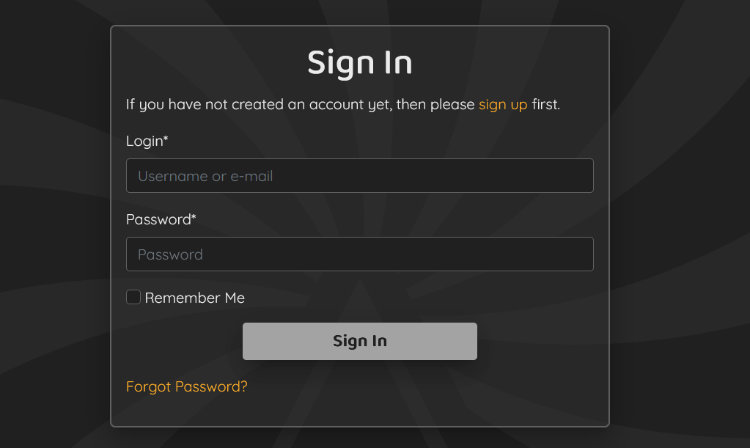 Sign In
If you have not created an account yet, then please sign up first.
Login*
Username or e-mail
Password*
Password
Remember Me
Sign In
Forgot Password?